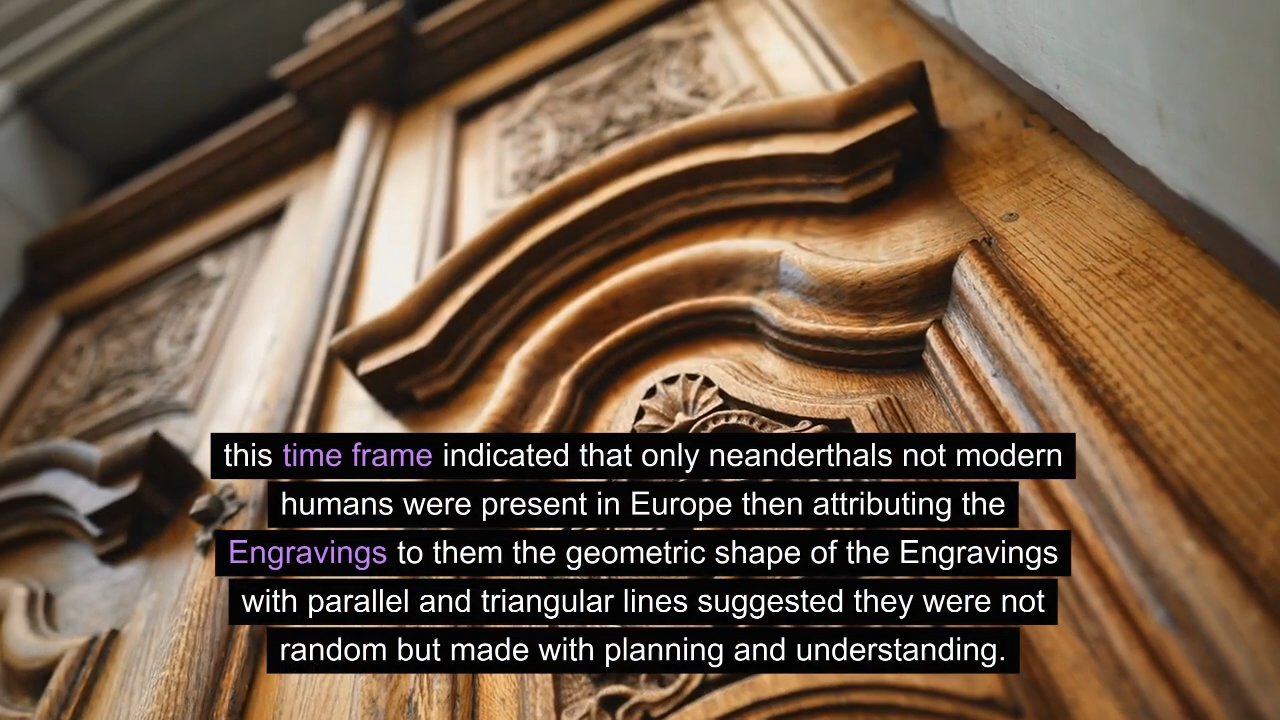 this time frame indicated that only neanderthals not modern
humans were present in Europe then attributing the
Engravings to them the geometric shape of the Engravings
with parallel and triangular lines suggested they were not
random but made with planning and understanding.